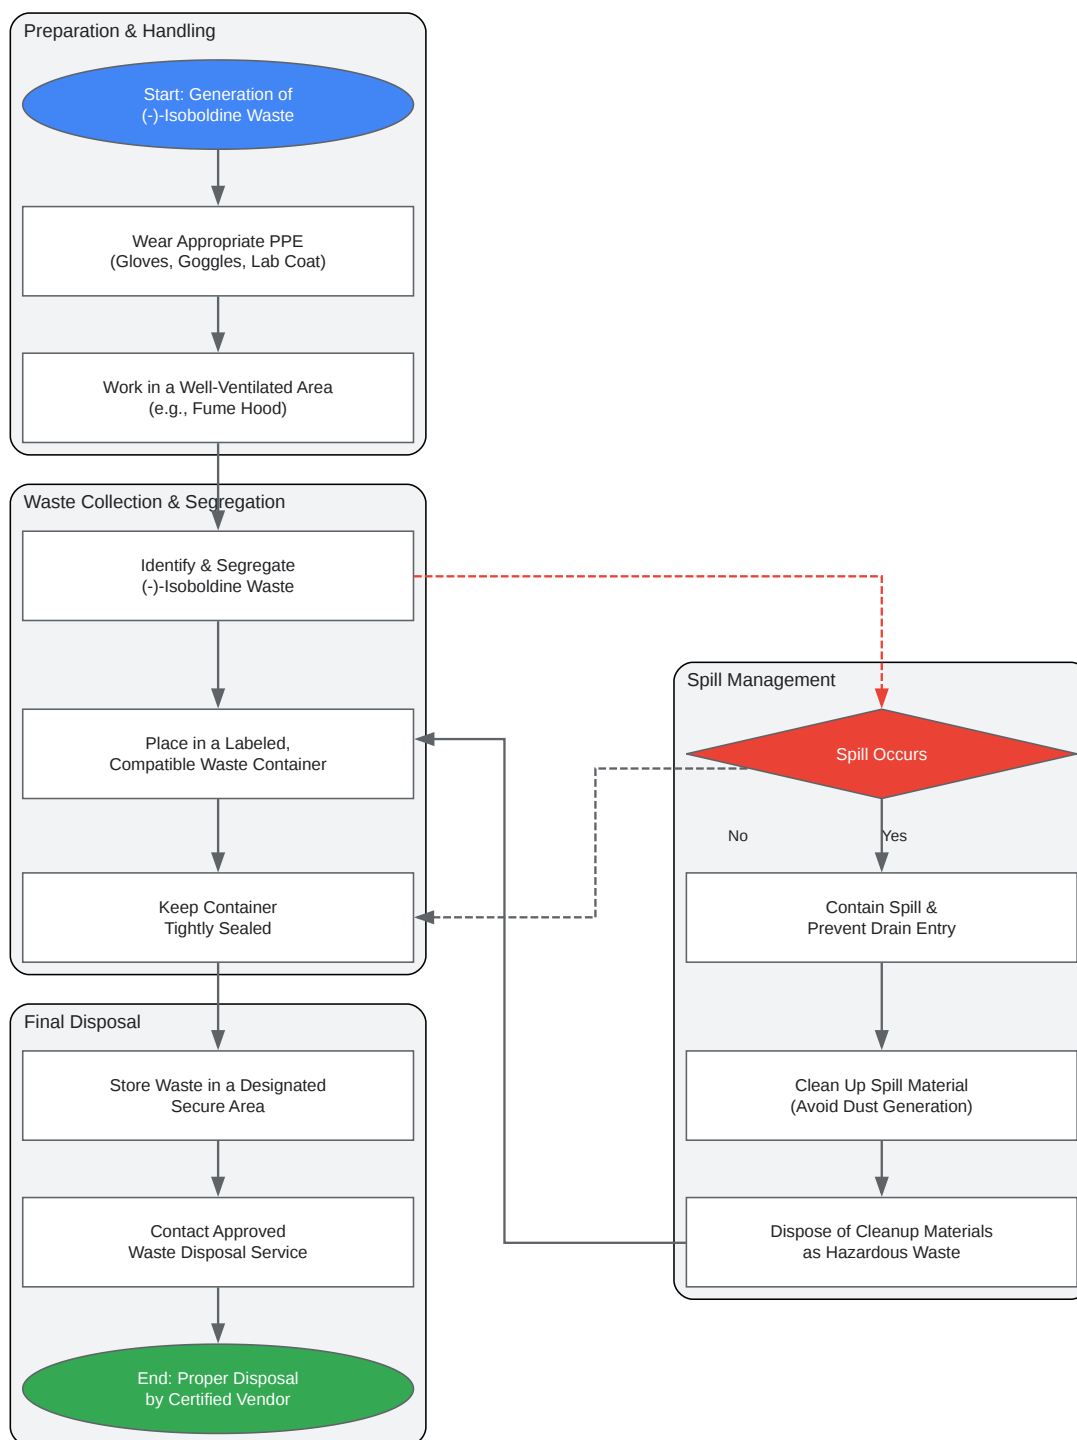 Preparation & Handling
Start: Generation of
(-)-Isoboldine Waste
Wear Appropriate PPE
(Gloves, Goggles, Lab Coat)
Work in a Well-Ventilated Area
(e.g., Fume Hood)
Waste Collection & Segregation
Identify & Segregate
(-)-Isoboldine Waste
Place in a Labeled,
Compatible Waste Container
Keep Container
Tightly Sealed
Final Disposal
Store Waste in a Designated
Secure Area
Contact Approved
Waste Disposal Service
End: Proper Disposal
by Certified Vendor
Spill Management
Spill Occurs
No
Yes
Contain Spill &
Prevent Drain Entry
Clean Up Spill Material
(Avoid Dust Generation)
Dispose of Cleanup Materials
as Hazardous Waste